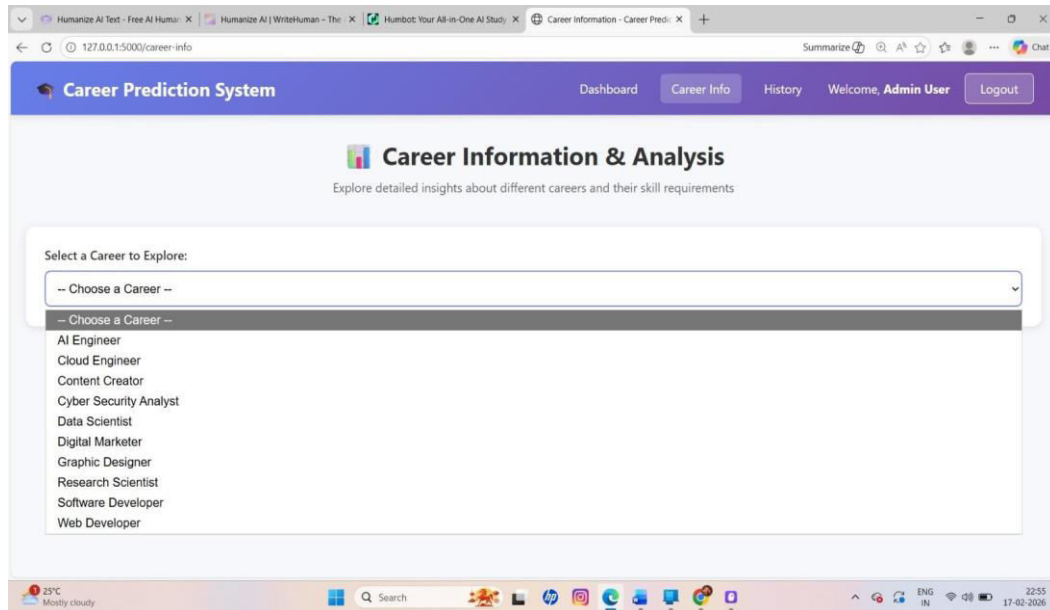 Humanize AI Text - Free AI Human
Humanize AI | WriteHuman - The
Humbot: Your All-in-One AI Study
Career Information - Career Predic
127.0.0.1:5000/career-info
Summarize
Chat
Career Prediction System
Dashboard
Career Info
History
Welcome, Admin User
Logout
Career Information & Analysis
Explore detailed insights about different careers and their skill requirements
Select a Career to Explore:
-- Choose a Career --
-- Choose a Career --
AI Engineer
Cloud Engineer
Content Creator
Cyber Security Analyst
Data Scientist
Digital Marketer
Graphic Designer
Research Scientist
Software Developer
Web Developer
1
25°C
Mostly cloudy
Search
hp
ENG
IN
22:55
17-02-2026